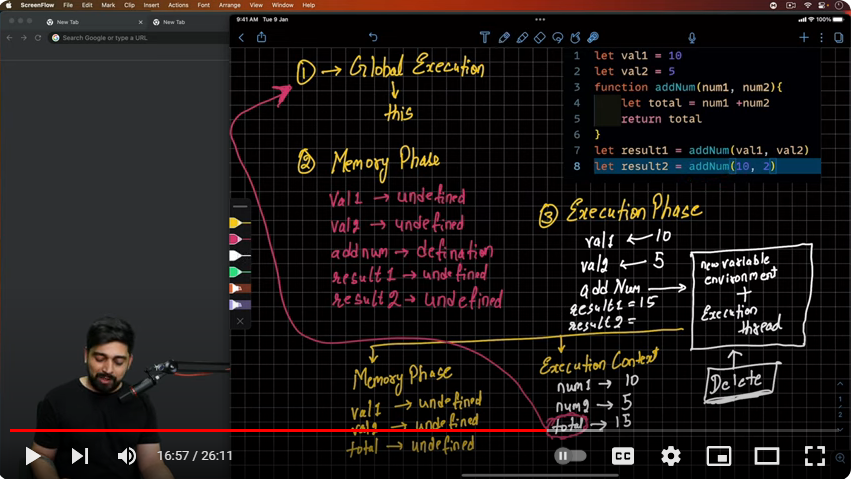 ScreenFlow File Edit Mark Clip Insert Actions Font Arrange View Window Help
New Tab
New Tab
Search Google or type a URL
9:41 AM Tue 9 Jan
100%
1 → Global Execution
this
2 Memory Phase
val1 → undefined
val2 → undefined
addnum → defination
result1 → undefined
result2 → undefined
1 let val1 = 10
2 let val2 = 5
3 function addNum(num1, num2){
4 let total = num1 +num2
5 return total
6 }
7 let result1 = addNum(val1, val2)
8 let result2 = addNum(10, 2)
3 Execution Phase
val1 ← 10
val2 ← 5
add Num →
result1 = 15
result2 =
new variable
environment
+
Execution
thread
Delete
Memory Phase
val1 → undefined
val2 → undefined
total → undefined
Execution Context
num1 → 10
num2 → 5
total → 15
16:57 / 26:11
CC